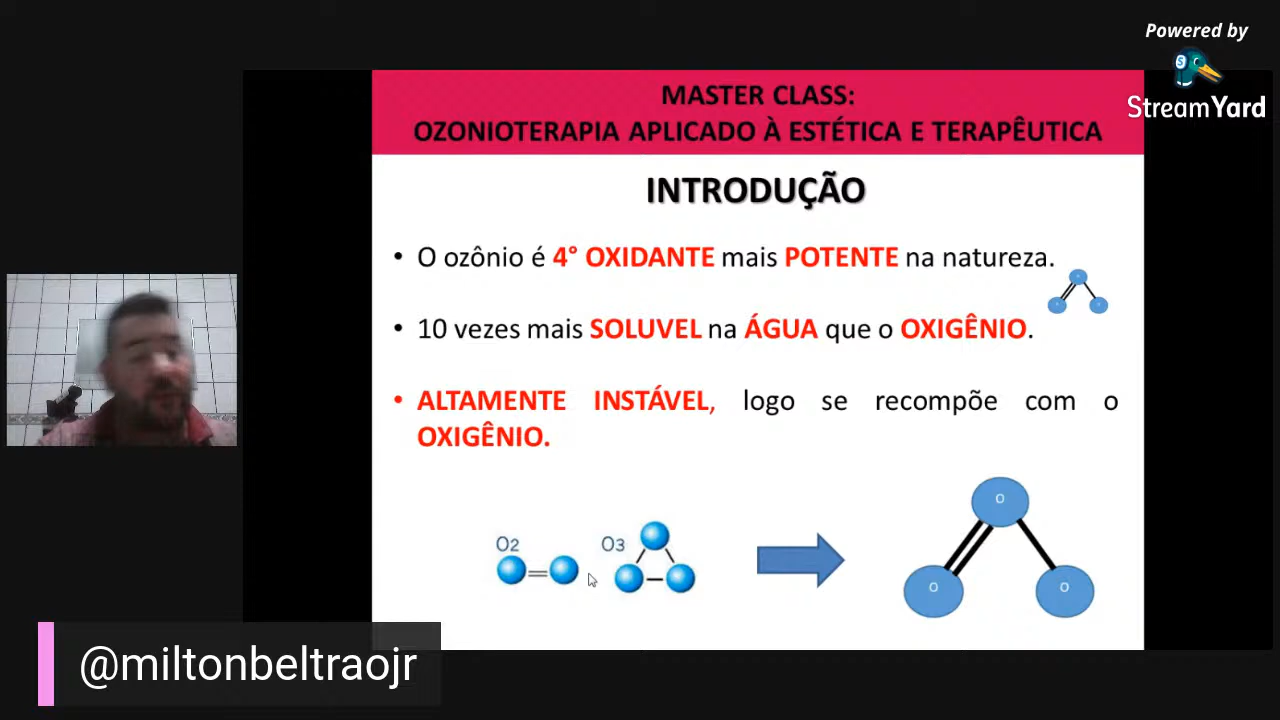 Powered by
StreamYard
MASTER CLASS:
OZONIOTERAPIA APLICADO À ESTÉTICA E TERAPÊUTICA
INTRODUÇÃO
• O ozônio é 4° OXIDANTE mais POTENTE na natureza.
• 10 vezes mais SOLUVEL na ÁGUA que o OXIGÊNIO.
• ALTAMENTE INSTÁVEL, logo se recompõe com o
OXIGÊNIO.
O2
O3
O
O
O
@miltonbeltraojr